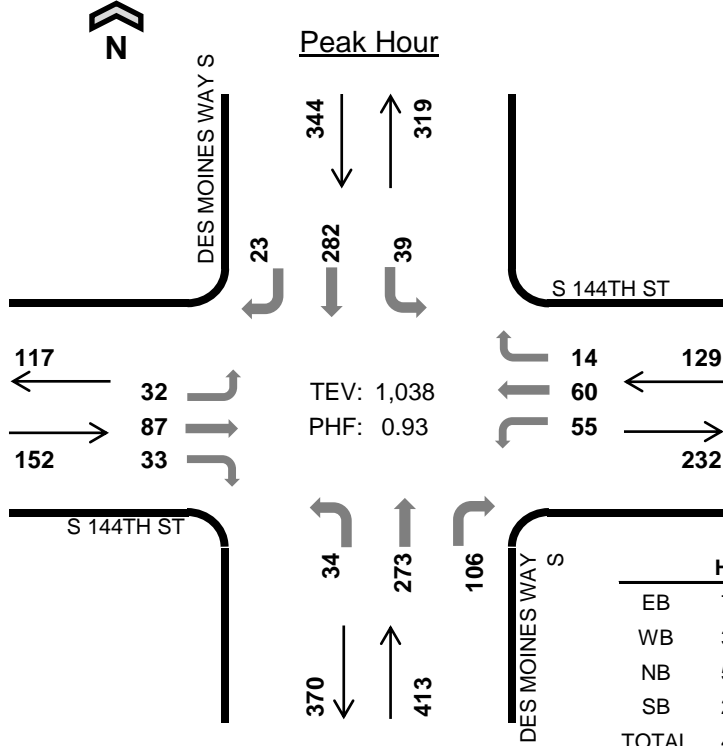 N
Peak Hour
DES MOINES WAY S
344
319
23
282
39
S 144TH ST
117
32
87
33
152
TEV: 1,038
PHF: 0.93
14
60
55
129
232
S 144TH ST
34
273
106
370
413
DES MOINES WAY
S
EB
WB
NB
SB
TOTAL